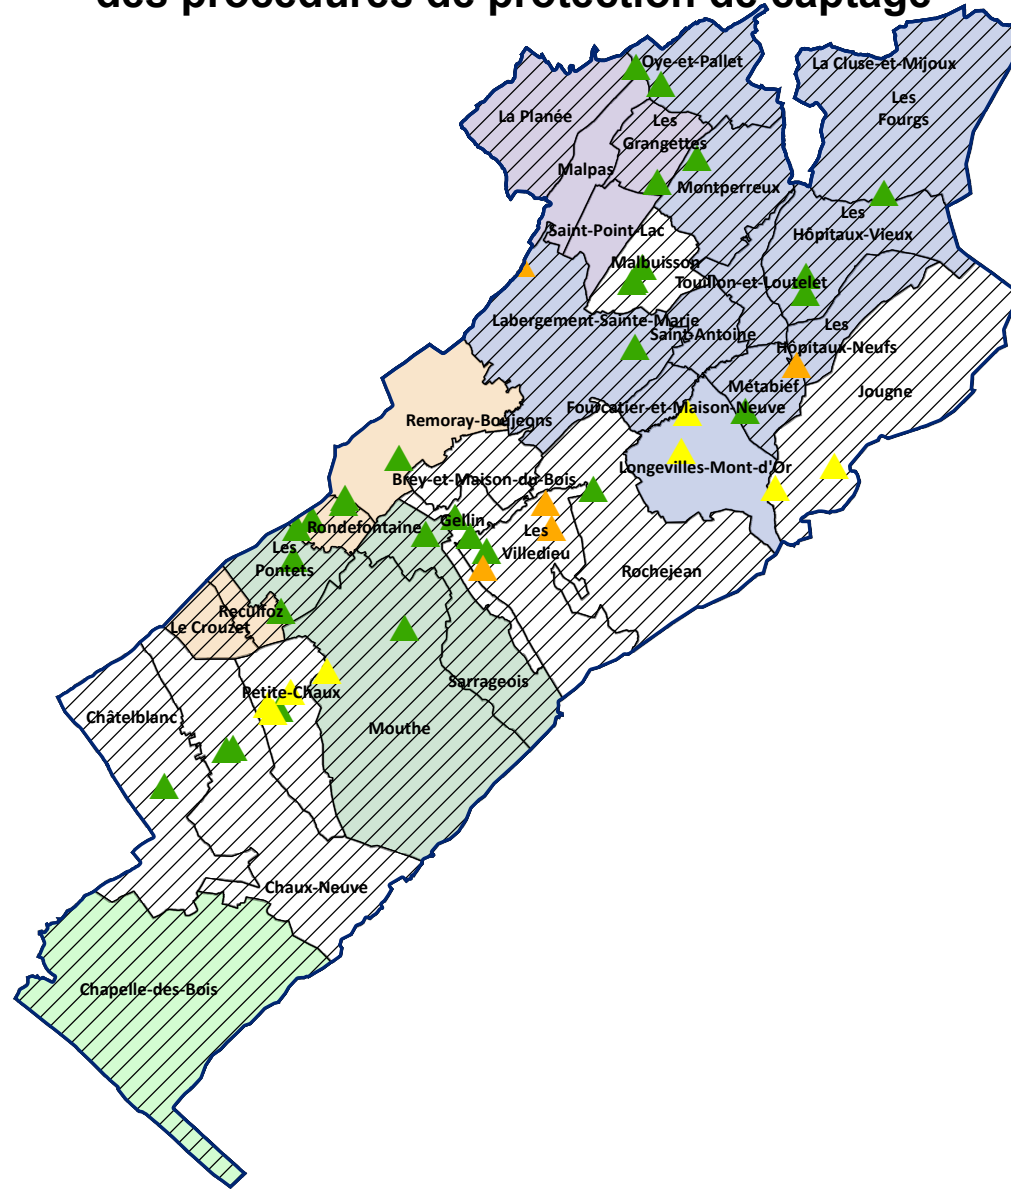 des procédures de protection de captage
Oye-et-Pallet
La Cluse-et-Mijoux
Les
Fourgs
La Planée
Les
Grangettes
Malpas
Montperreux
Les
Hôpitaux-Vieux
Saint-Point-Lac
Malbuisson
Touillon-et-Loutelet
Labergement-Sainte-Marie
Saint-Antoine
Les
Hôpitaux-Neufs
Métabief
Jougne
Fourcatier-et-Maison-Neuve
Remoray-Boujeons
Longevilles-Mont-d'Or
Brey-et-Maison-du-Bois
Gellin
Rondefontaine
Les
Villedieu
Les
Pontets
Rochejean
Reculfoz
Le Crouzet
Sarrageois
Petite-Chaux
Châtelblanc
Mouthe
Chaux-Neuve
Chapelle-des-Bois